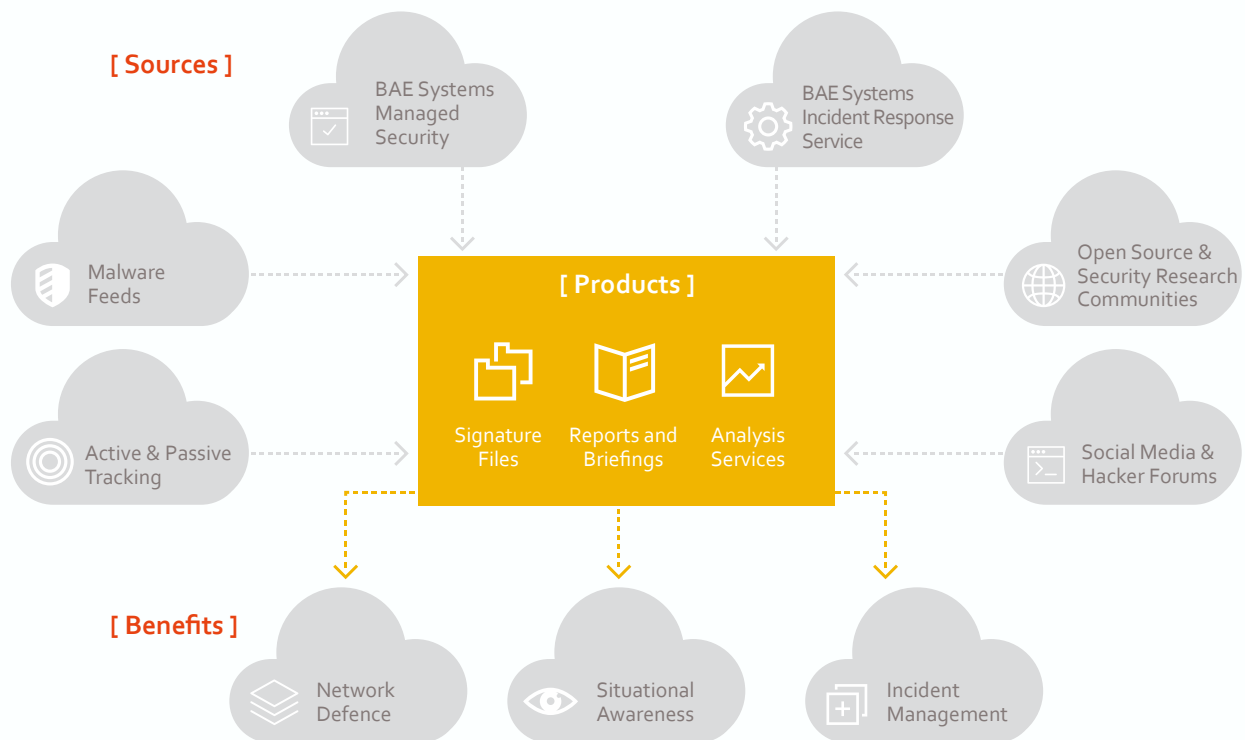 [ Sources ]
BAE Systems
Managed
Security
BAE Systems
Incident Response
Service
Malware
Feeds
Open Source &
Security Research
Communities
[ Products ]
Signature
Files
Reports and
Briefings
Analysis
Services
Active & Passive
Tracking
Social Media &
Hacker Forums
[ Benefits ]
Network
Defence
Situational
Awareness
Incident
Management